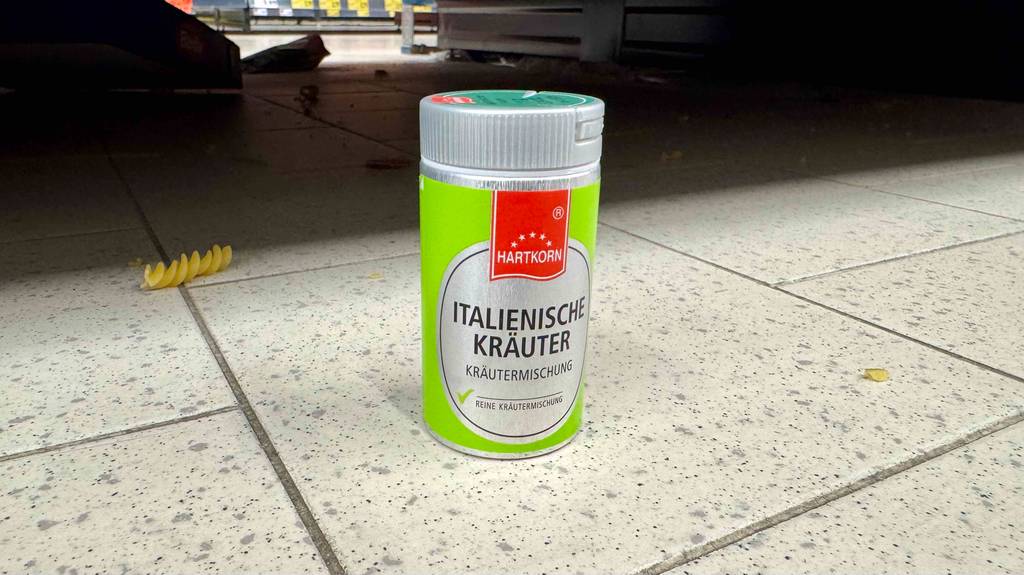 ®
HARTKORN
ITALIENISCHE
KRÄUTER
KRÄUTERMISCHUNG
REINE KRÄUTERMISCHUNG